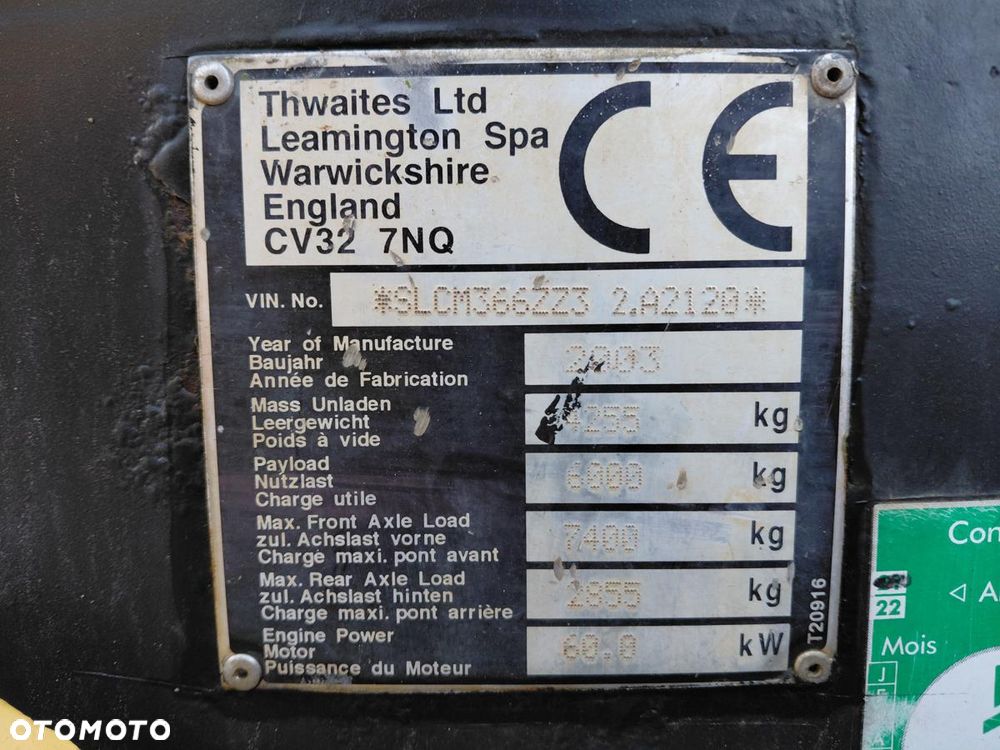 Thwaites Ltd
Leamington Spa
Warwickshire
England
CV32 7NQ
CE
VIN. No. *SLCM366ZZ3 2.A2120*
Year of Manufacture
Baujahr
Année de Fabrication
2003
Mass Unladen
Leergewicht
Poids à vide
4255 kg
Payload
Nutzlast
Charge utile
6000 kg
Max. Front Axle Load
zul. Achslast vorne
Charge maxi. pont avant
7400 kg
Max. Rear Axle Load
zul. Achslast hinten
Charge maxi. pont arrière
2855 kg
Engine Power
Motor
Puissance du Moteur
60.0 kW
T20916
22
Mois
J
OTOMOTO